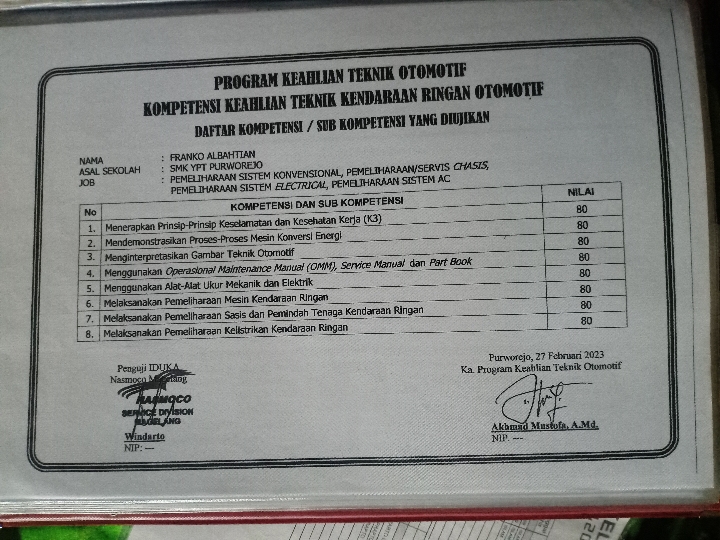 PROGRAM KEAHLIAN TEKNIK OTOMOTIF
KOMPETENSI KEAHLIAN TEKNIK KENDARAAN RINGAN OTOMOTIF
DAFTAR KOMPETENSI / SUB KOMPETENSI YANG DIUJIKAN
NAMA : FRANKO ALBAHTIAN
ASAL SEKOLAH : SMK YPT PURWOREJO
JOB : PEMELIHARAAN SISTEM KONVENSIONAL, PEMELIHARAAN/SERVIS CHASIS,
PEMELIHARAAN SISTEM ELECTRICAL, PEMELIHARAAN SISTEM AC
No KOMPETENSI DAN SUB KOMPETENSI NILAI
1. Menerapkan Prinsip-Prinsip Keselamatan dan Kesehatan Kerja (K3) 80
2. Mendemonstrasikan Proses-Proses Mesin Konversi Energi 80
3. Menginterpretasikan Gambar Teknik Otomotif 80
4. Menggunakan Operasional Maintenance Manual (OMM), Service Manual dan Part Book 80
5. Menggunakan Alat-Alat Ukur Mekanik dan Elektrik 80
6. Melaksanakan Pemeliharaan Mesin Kendaraan Ringan 80
7. Melaksanakan Pemeliharaan Sasis dan Pemindah Tenaga Kendaraan Ringan 80
8. Melaksanakan Pemeliharaan Kelistrikan Kendaraan Ringan 80
Penguji IDUKA
Nasmoco Magelang
NASMOCO
SERVICE DIVISION
MAGELANG
Windarto
NIP: ---
Purworejo, 27 Februari 2023
Ka. Program Keahlian Teknik Otomotif
Akhmad Mustofa, A.Md.
NIP. ---